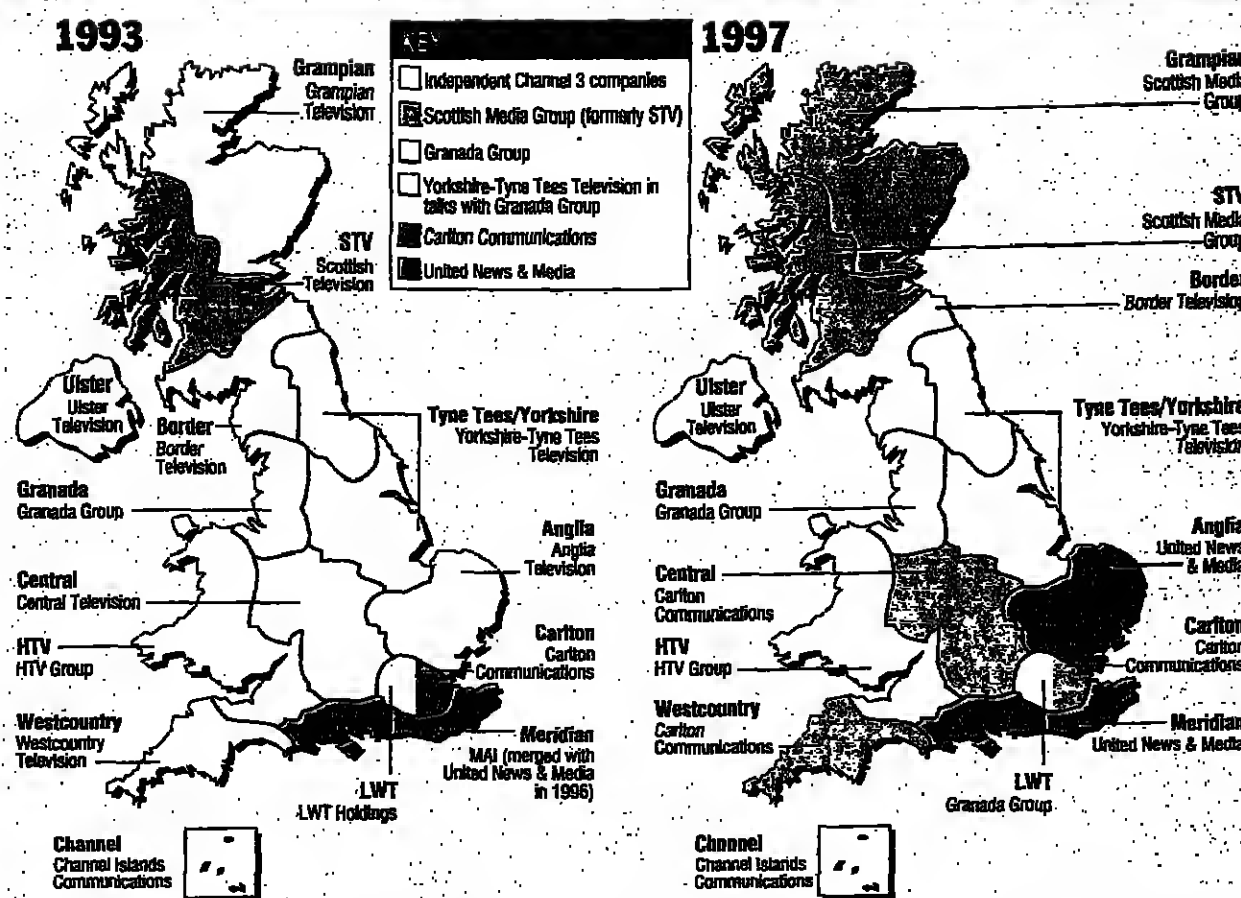 1993
Grampian
Grampian
Television
STV
Scottish
Television
Ulster
Ulster
Television
Border
Border
Television
Tyne Tees/Yorkshire
Yorkshire-Tyne Tees
Television
Granada
Granada Group
Anglia
Anglia
Television
Central
Central Television
Carlton
Carlton
Communications
HTV
HTV Group
Westcountry
Westcountry
Television
Meridian
MAI (merged with
United News & Media
in 1996)
LWT
LWT Holdings
Channel
Channel Islands
Communications
KEY
Independent Channel 3 companies
Scottish Media Group (formerly STV)
Granada Group
Yorkshire-Tyne Tees Television in
talks with Granada Group
Carlton Communications
United News & Media
1997
Grampian
Scottish Media
Group
STV
Scottish Media
Group
Border
Border Television
Ulster
Ulster
Television
Tyne Tees/Yorkshire
Yorkshire-Tyne Tees
Television
Granada
Granada Group
Anglia
United News
& Media
Central
Carlton
Communications
Carlton
Carlton
Communications
HTV
HTV Group
Westcountry
Carlton
Communications
Meridian
United News & Media
LWT
Granada Group
Channel
Channel Islands
Communications